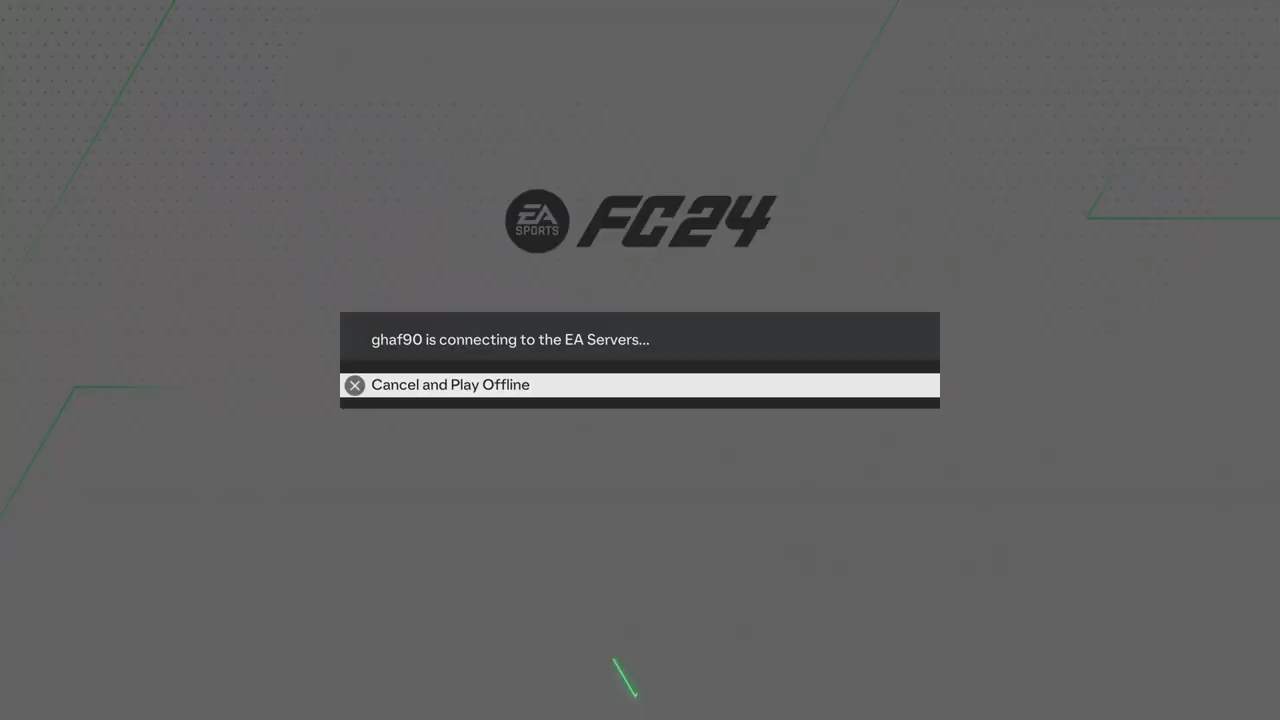 EA
SPORTS
FC24
ghaf90 is connecting to the EA Servers...
Cancel and Play Offline